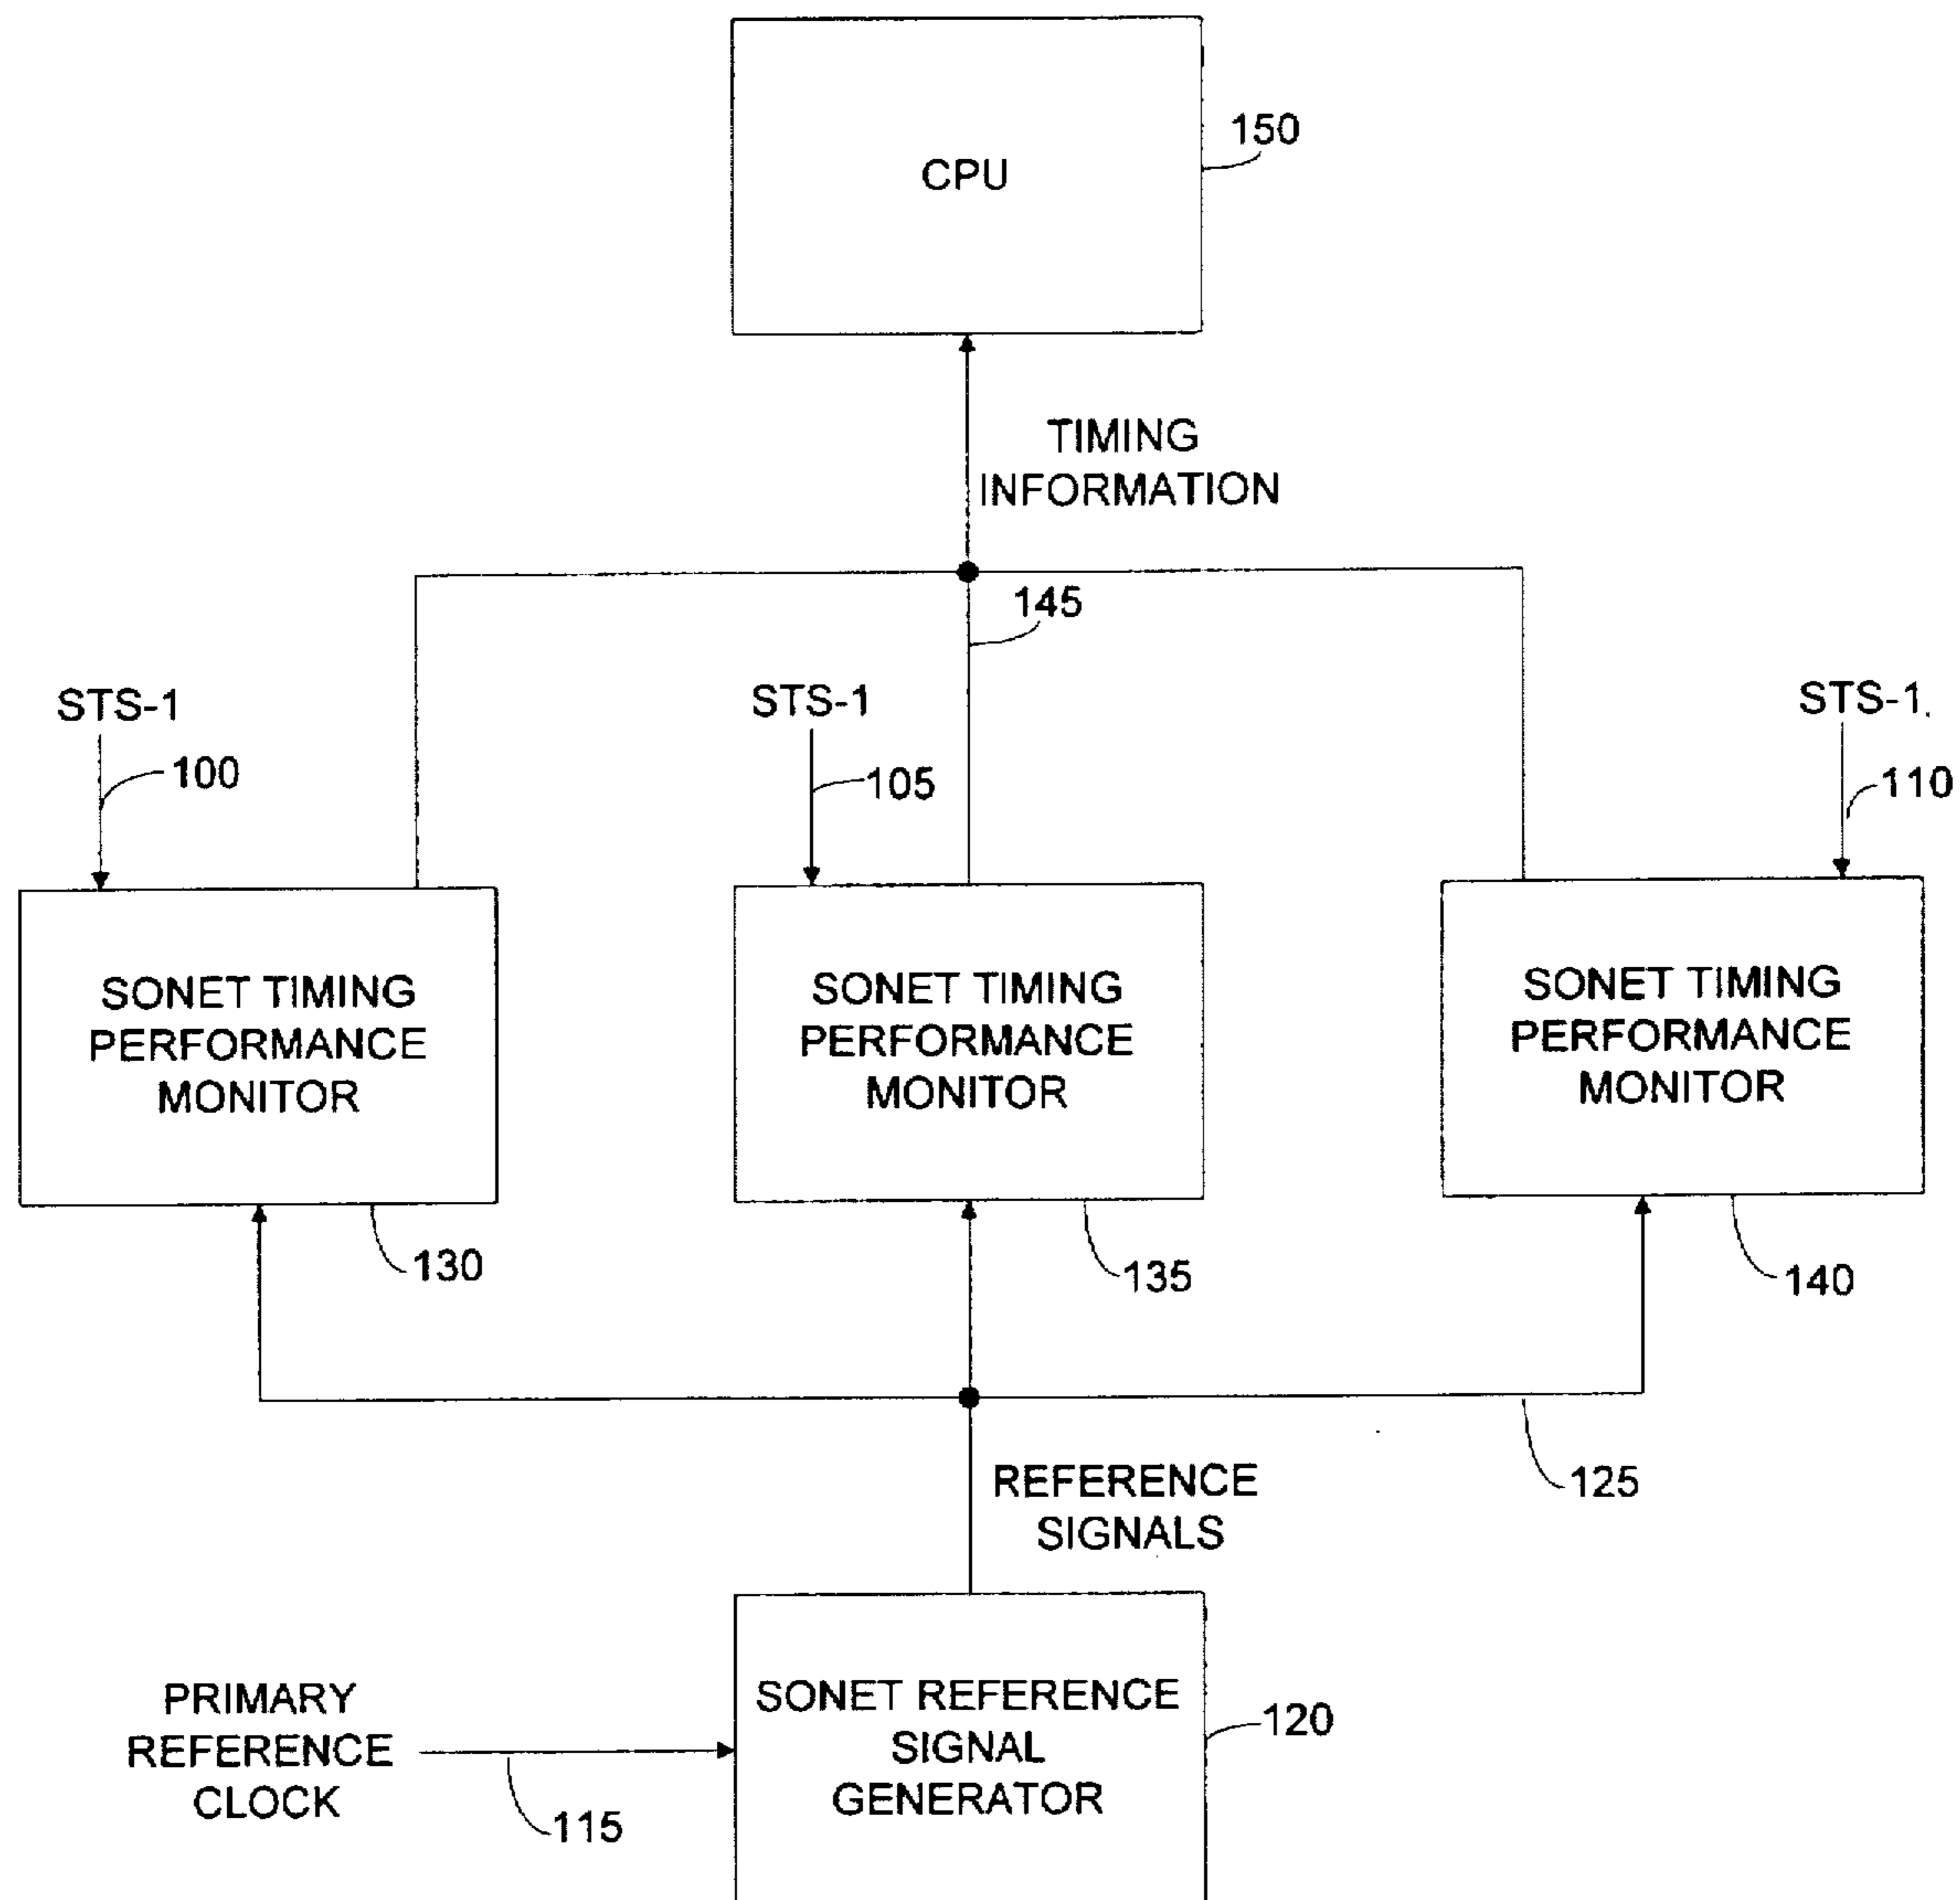 CPU
150
TIMING
INFORMATION
145
STS-1
100
STS-1
105
STS-1
110
SONET TIMING
PERFORMANCE
MONITOR
130
SONET TIMING
PERFORMANCE
MONITOR
135
SONET TIMING
PERFORMANCE
MONITOR
140
125
REFERENCE
SIGNALS
PRIMARY
REFERENCE
CLOCK
115
SONET REFERENCE
SIGNAL
GENERATOR
120